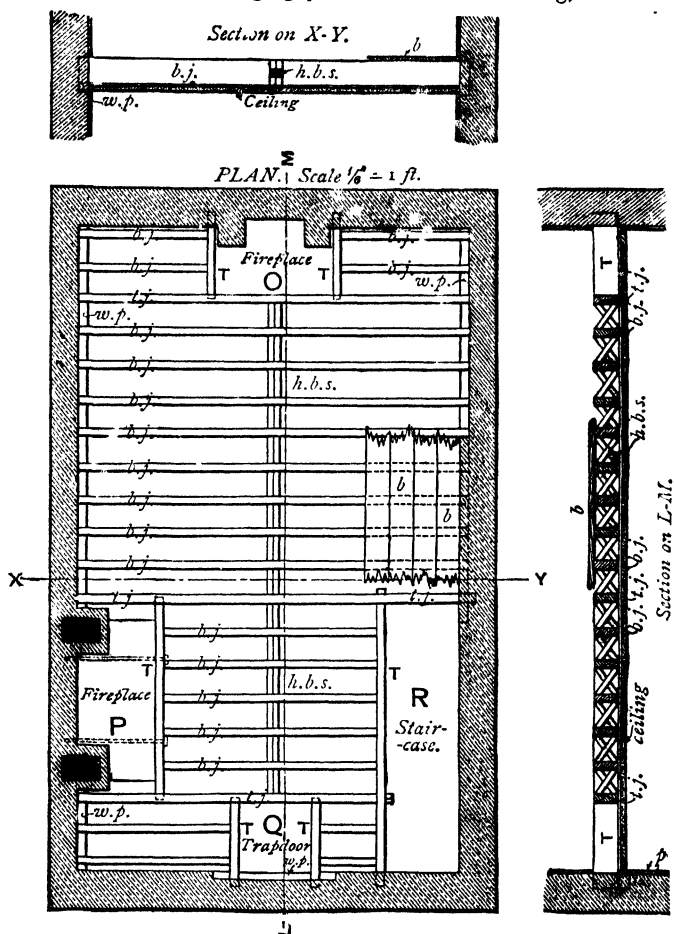 Section on X-Y.
b
b.j.
h.b.s.
w.p.
Ceiling
M
PLAN. Scale 1/8" = 1 ft.
b.j.
b.j.
Fireplace
b.j.
T
T
b.j.
O
w.p.
t.j.
w.p.
b.j.
b.j.
h.b.s.
b.j.
b.j.
b.j.
b
b.j.
b
b.j.
b.j.
X
Y
t.j.
t.j.
b.j.
b.j.
T
T
h.b.s.
Fireplace
b.j.
R
P
Stair-
-case.
b.j.
b.j.
t.j.
w.p.
T
Q
T
Trapdoor
w.p.
T
b.j.
t.j.
h.b.s.
b
b.j.
t.j.
b.j.
Section on L-M.
ceiling
t.j.
T
p